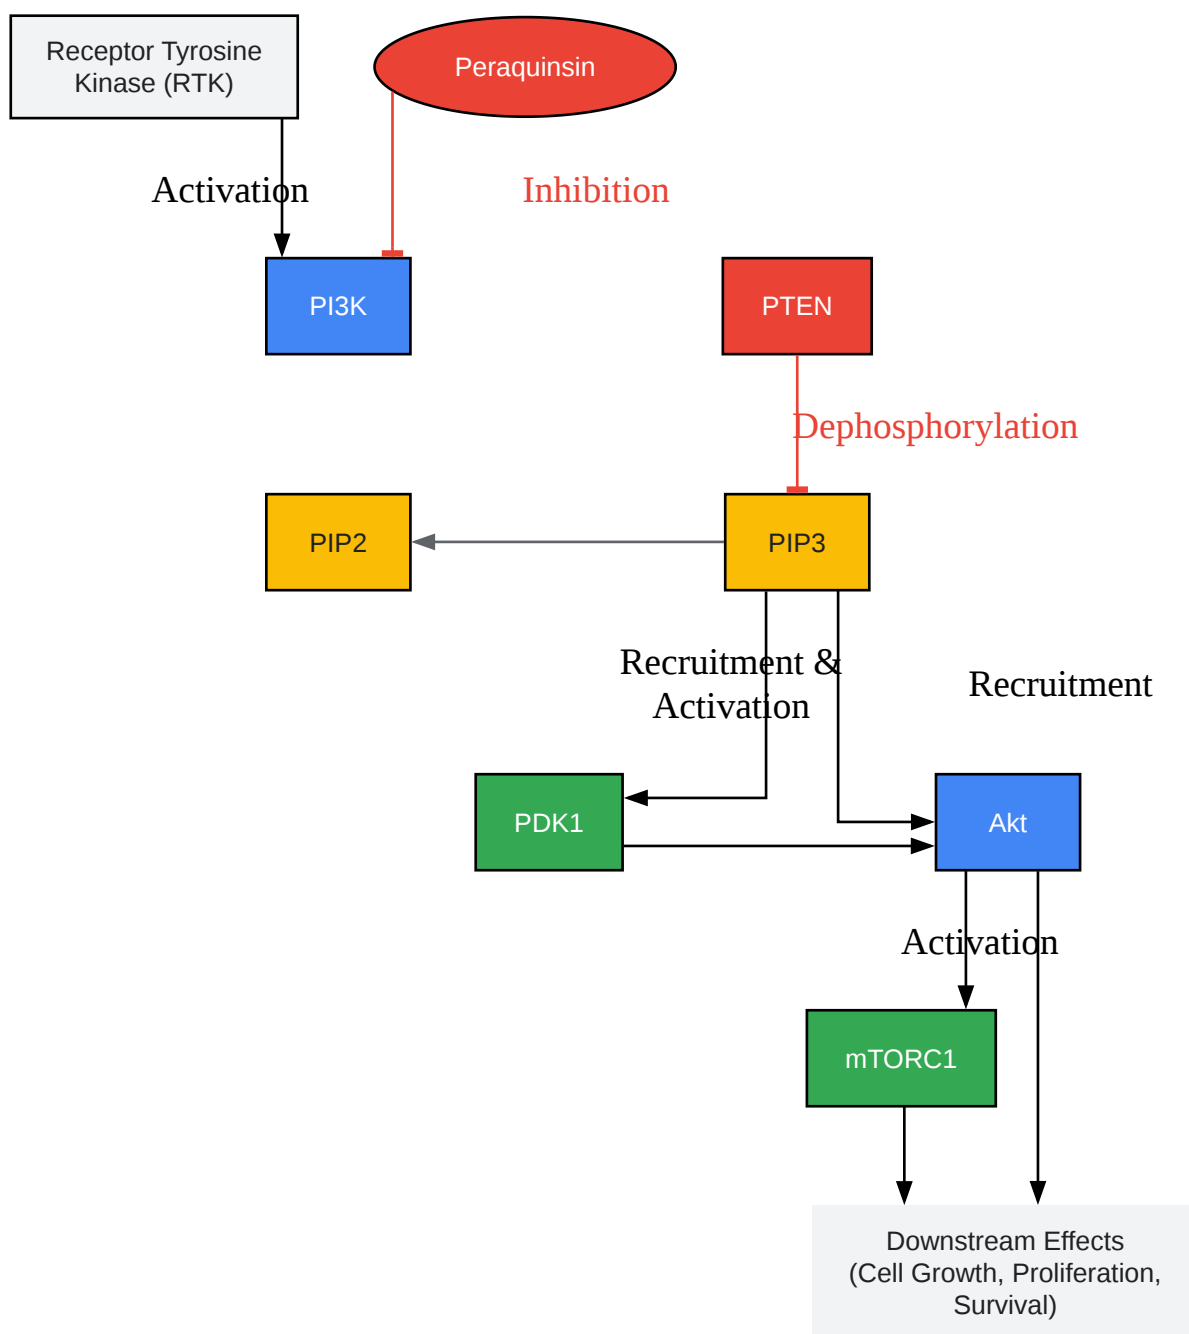 Receptor Tyrosine
Kinase (RTK)
Peraquinsin
Activation
Inhibition
PI3K
PTEN
Dephosphorylation
PIP2
PIP3
Recruitment &
Activation
Recruitment
PDK1
Akt
Activation
mTORC1
Downstream Effects
(Cell Growth, Proliferation,
Survival)